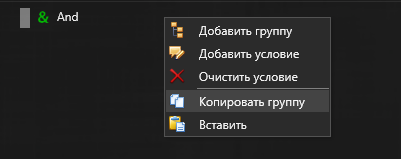 & And
Добавить группу
Добавить условие
Очистить условие
Копировать группу
Вставить